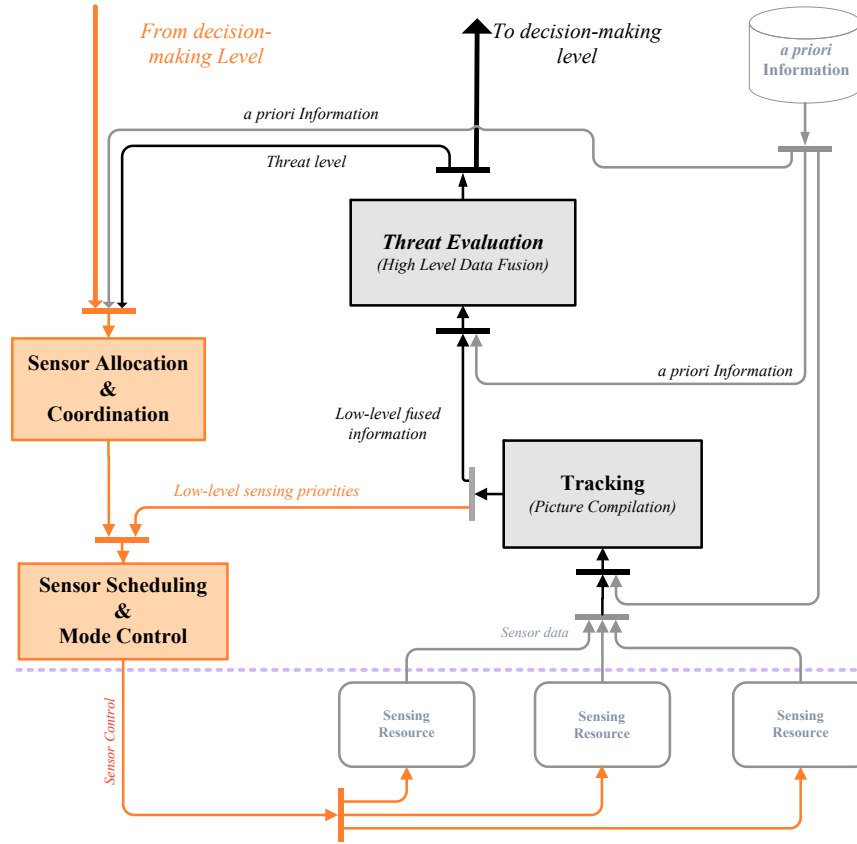 From decision-
making Level
To decision-making
level
a priori
Information
a priori Information
Threat level
Threat Evaluation
(High Level Data Fusion)
Sensor Allocation
&
Coordination
a priori Information
Low-level fused
information
Tracking
(Picture Compilation)
Low-level sensing priorities
Sensor Scheduling
&
Mode Control
Sensor data
Sensor Control
Sensing
Resource
Sensing
Resource
Sensing
Resource